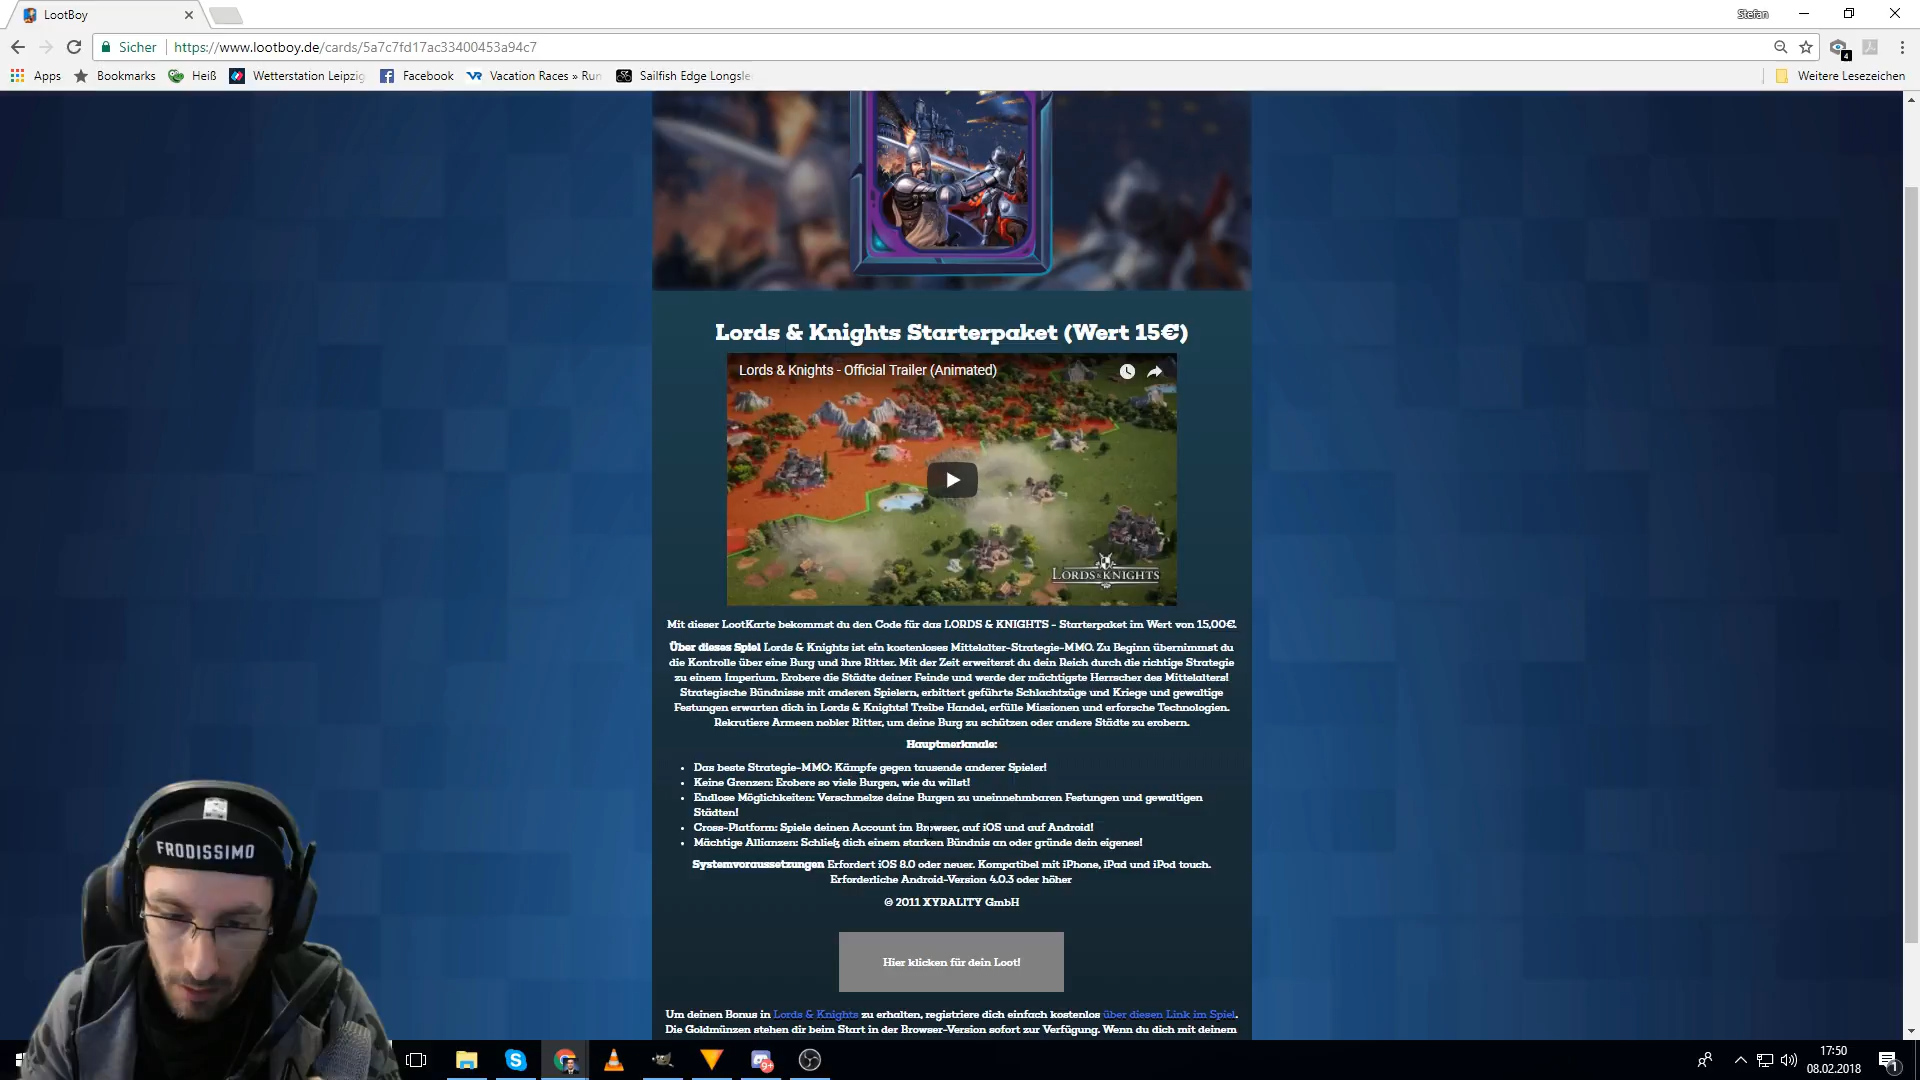 LootBoy
Stefan
Sicher
https://www.lootboy.de/cards/5a7c7fd17ac33400453a94c7
4
Apps
Bookmarks
Heiß
Wetterstation Leipzig
Facebook
Vacation Races » Run
Sailfish Edge Longsle
Weitere Lesezeichen
Lords & Knights Starterpaket (Wert 15€)
Lords & Knights - Official Trailer (Animated)
LORDS & KNIGHTS
Mit dieser LootKarte bekommst du den Code für das LORDS & KNIGHTS - Starterpaket im Wert von 15,00€.
Über dieses Spiel Lords & Knights ist ein kostenloses Mittelalter-Strategie-MMO. Zu Beginn übernimmst du
die Kontrolle über eine Burg und ihre Ritter. Mit der Zeit erweiterst du dein Reich durch die richtige Strategie
zu einem Imperium. Erobere die Städte deiner Feinde und werde der mächtigste Herrscher des Mittelalters!
Strategische Bündnisse mit anderen Spielern, erbittert geführte Schlachtzüge und Kriege und gewaltige
Festungen erwarten dich in Lords & Knights! Treibe Handel, erfülle Missionen und erforsche Technologien.
Rekrutiere Armeen nobler Ritter, um deine Burg zu schützen oder andere Städte zu erobern.
Hauptmerkmale:
• Das beste Strategie-MMO: Kämpfe gegen tausende anderer Spieler!
• Keine Grenzen: Erobere so viele Burgen, wie du willst!
• Endlose Möglichkeiten: Verschmelze deine Burgen zu uneinnehmbaren Festungen und gewaltigen
Städten!
• Cross-Platform: Spiele deinen Account im Browser, auf iOS und auf Android!
• Mächtige Allianzen: Schließ dich einem starken Bündnis an oder gründe dein eigenes!
Systemvoraussetzungen Erfordert iOS 8.0 oder neuer. Kompatibel mit iPhone, iPad und iPod touch.
Erforderliche Android-Version 4.0.3 oder höher
© 2011 XYRALITY GmbH
Hier klicken für dein Loot!
Um deinen Bonus in Lords & Knights zu erhalten, registriere dich einfach kostenlos über diesen Link im Spiel.
Die Goldmünzen stehen dir beim Start in der Browser-Version sofort zur Verfügung. Wenn du dich mit deinem
FRODISSIMO
9+
17:50
08.02.2018
1